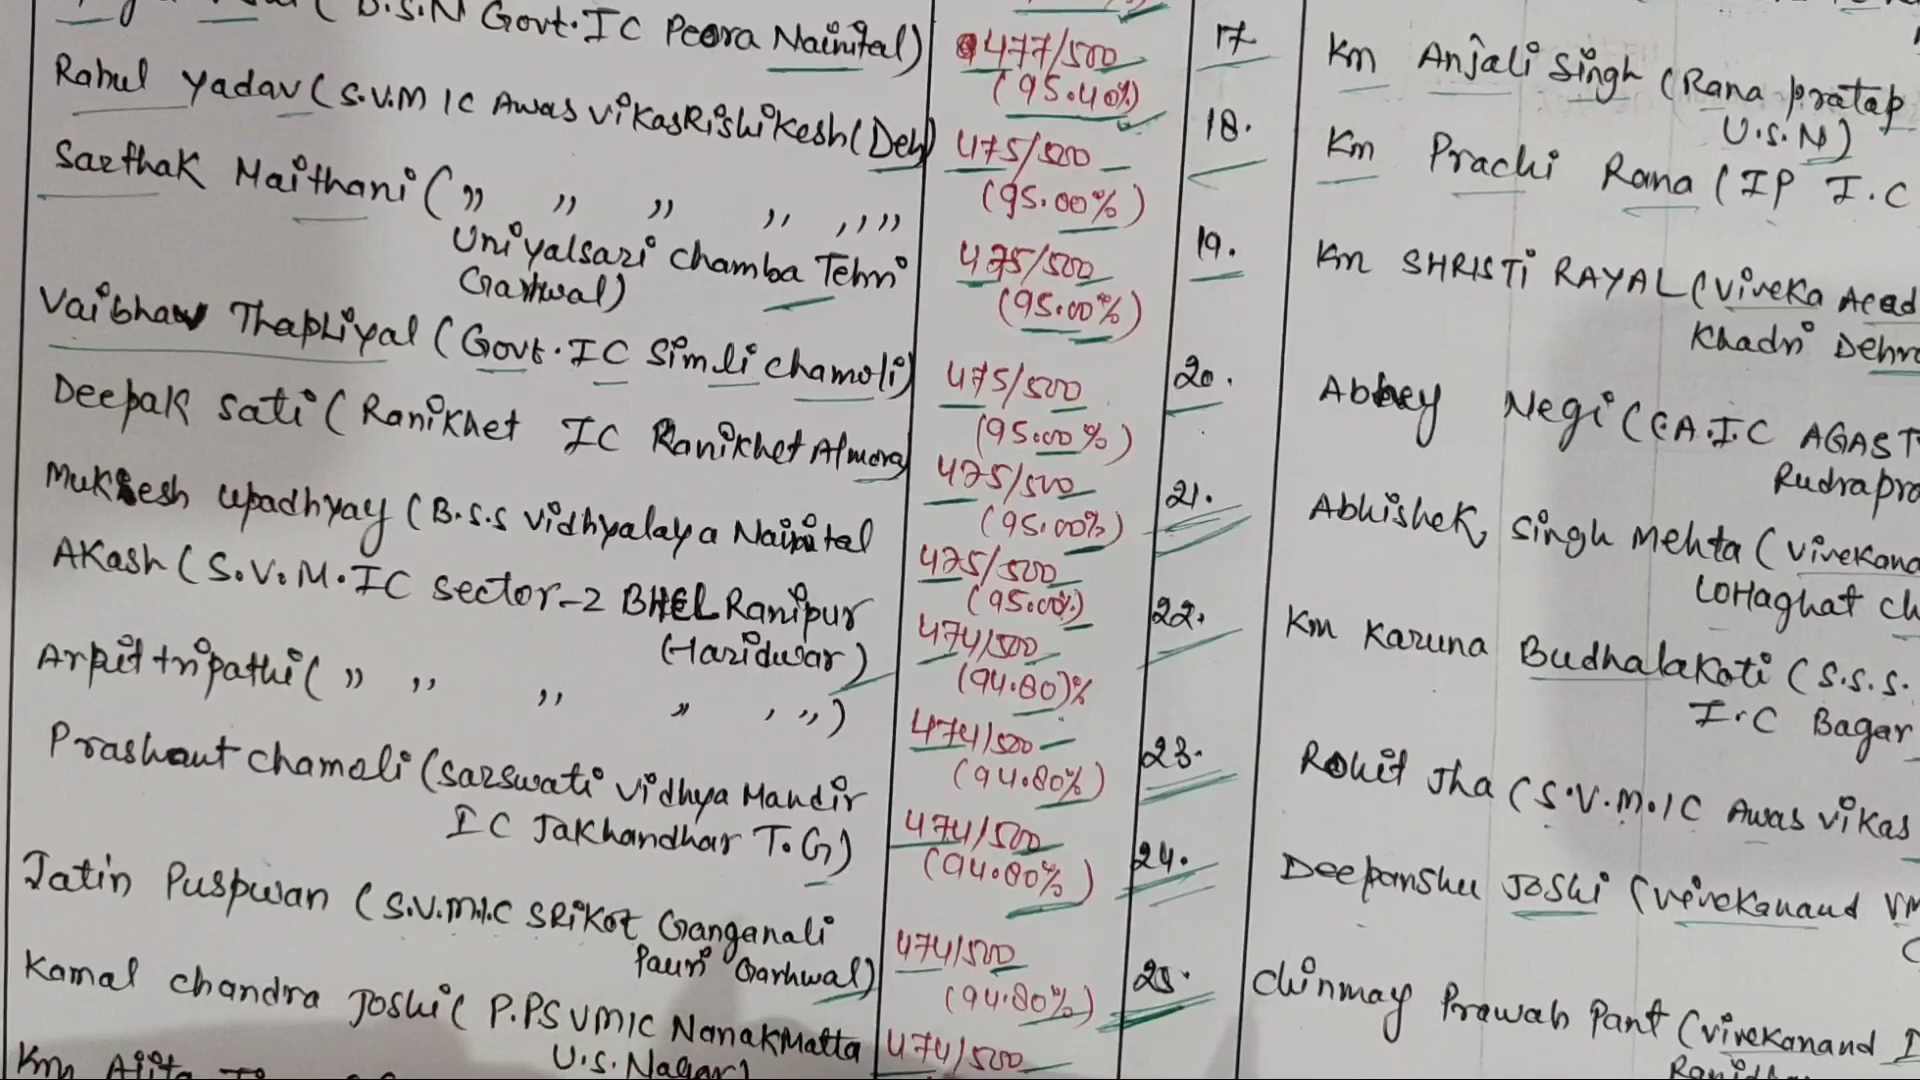 (D.S.N Govt. IC Peora Nainital) 477/500
(95.40%)
Rahul Yadav (S.V.M IC Awas vikas Rishikesh (Deh) 475/500
(95.00%)
Sarthak Maithani ( ,, ,, ,, ,, ,, ,,
Uniyalsari chamba Tehri 475/500
Garhwal) (95.00%)
Vaibhaw Thapliyal (Govt. IC Simli chamoli) 475/500
(95.00%)
Deepak Sati (Ranikhet IC Ranikhet Almora) 475/500
(95.00%)
Mukesh upadhyay (B.S.S vidhyalaya Nainital 475/500
(95.00%)
Akash (S.V.M.IC sector-2 BHEL Ranipur 474/500
(Haridwar) (94.80)%
Arpit tripathi ( ,, ,, ,, ,, , ,,) 474/500
(94.80%)
Prashant chamoli (Sarswati vidhya Mandir
IC Jakhandhar T.G) 474/500
(94.80%)
Jatin Puspwan (S.V.M.I.C SRikot Ganganali 474/500
Pauri Garhwal) (94.80%)
Kamal chandra Joshi ( P.PSVMIC NanakMatta 474/500
U.S. Nagar)
Km
17 Km Anjali Singh (Rana pratap
U.S.N)
18. Km Prachi Rana (IP I.C
19. Km SHRISTi RAYAL (Viveka Acad
Khadri Dehra
20. Abhey Negi (C.A.I.C AGAST
Rudrapra
21. Abhishek Singh Mehta (Vivekana
LOHaghat Ch
22. Km Karuna Budhalakoti (S.S.S.
I.C Bagar
23. Rohit Jha (S.V.M.IC Awas vikas
24. Deepanshu Joshi (Vivekanand VM
25. Chinmay Prawah Pant (Vivekanand I